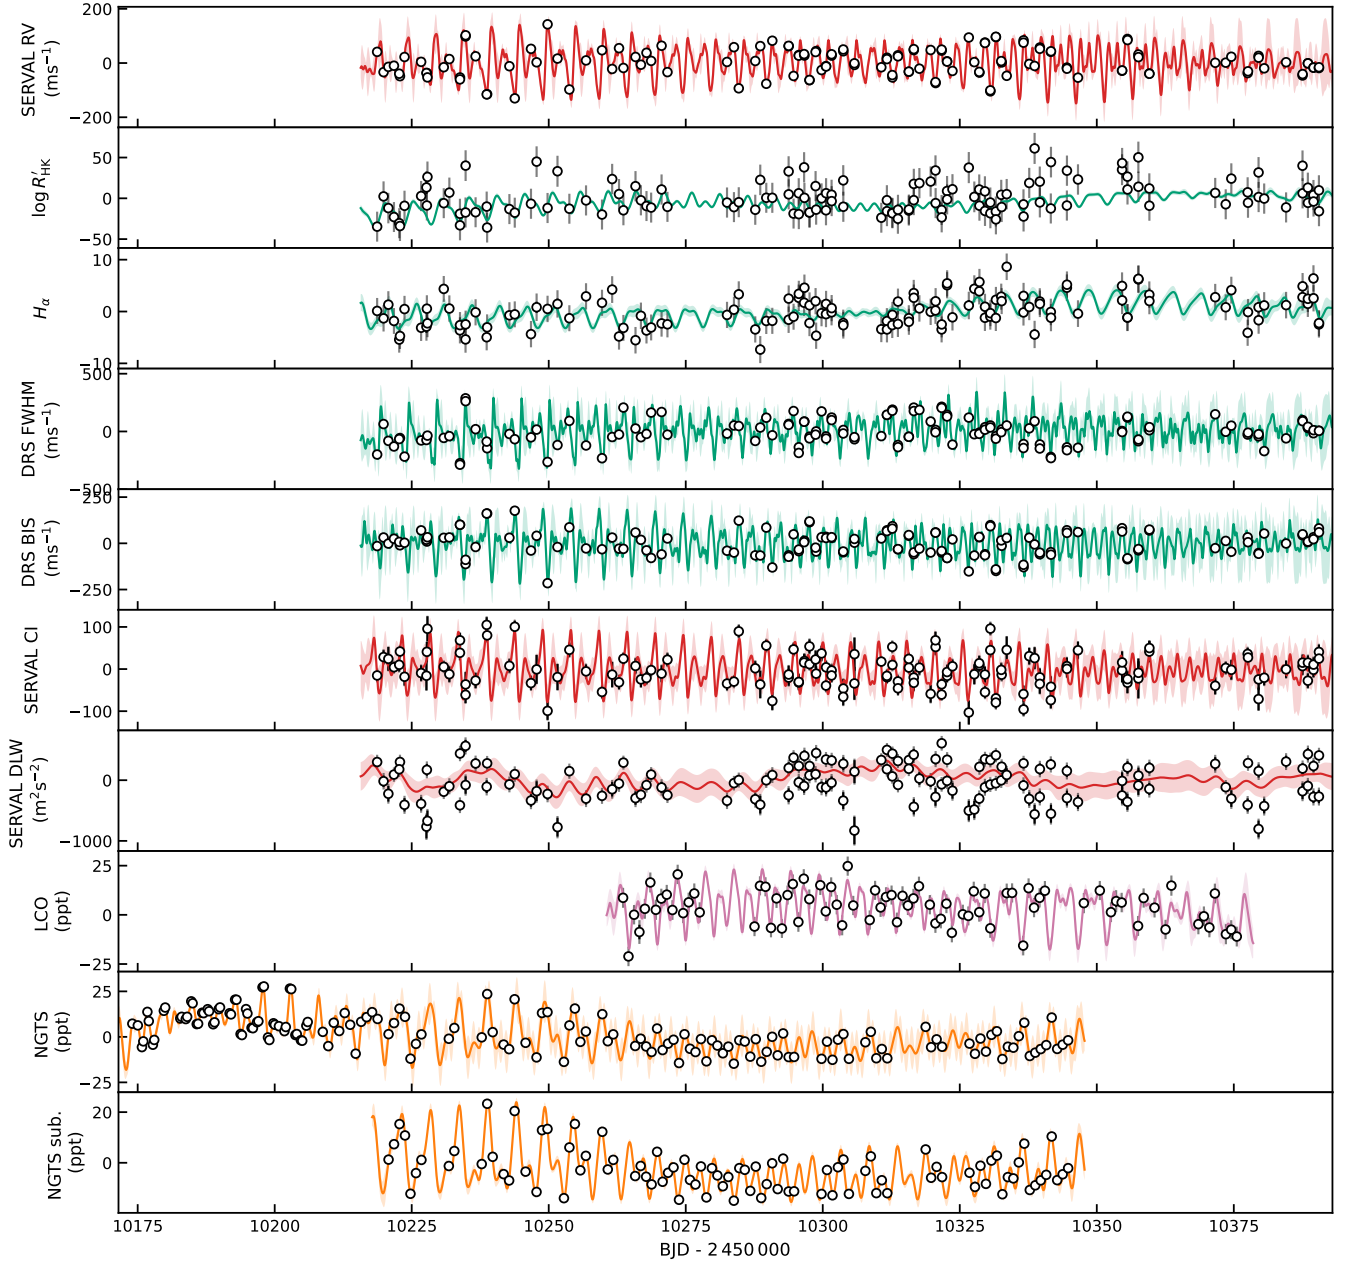 SERVAL RV
(ms−1)
200
0
−200
log R′HK
50
0
−50
Hα
10
0
−10
DRS FWHM
(ms−1)
500
0
−500
DRS BIS
(ms−1)
250
0
−250
SERVAL CI
100
0
−100
SERVAL DLW
(m2s−2)
0
−1000
LCO
(ppt)
25
0
−25
NGTS
(ppt)
25
0
−25
NGTS sub.
(ppt)
20
0
10175 10200 10225 10250 10275 10300 10325 10350 10375
BJD - 2 450 000